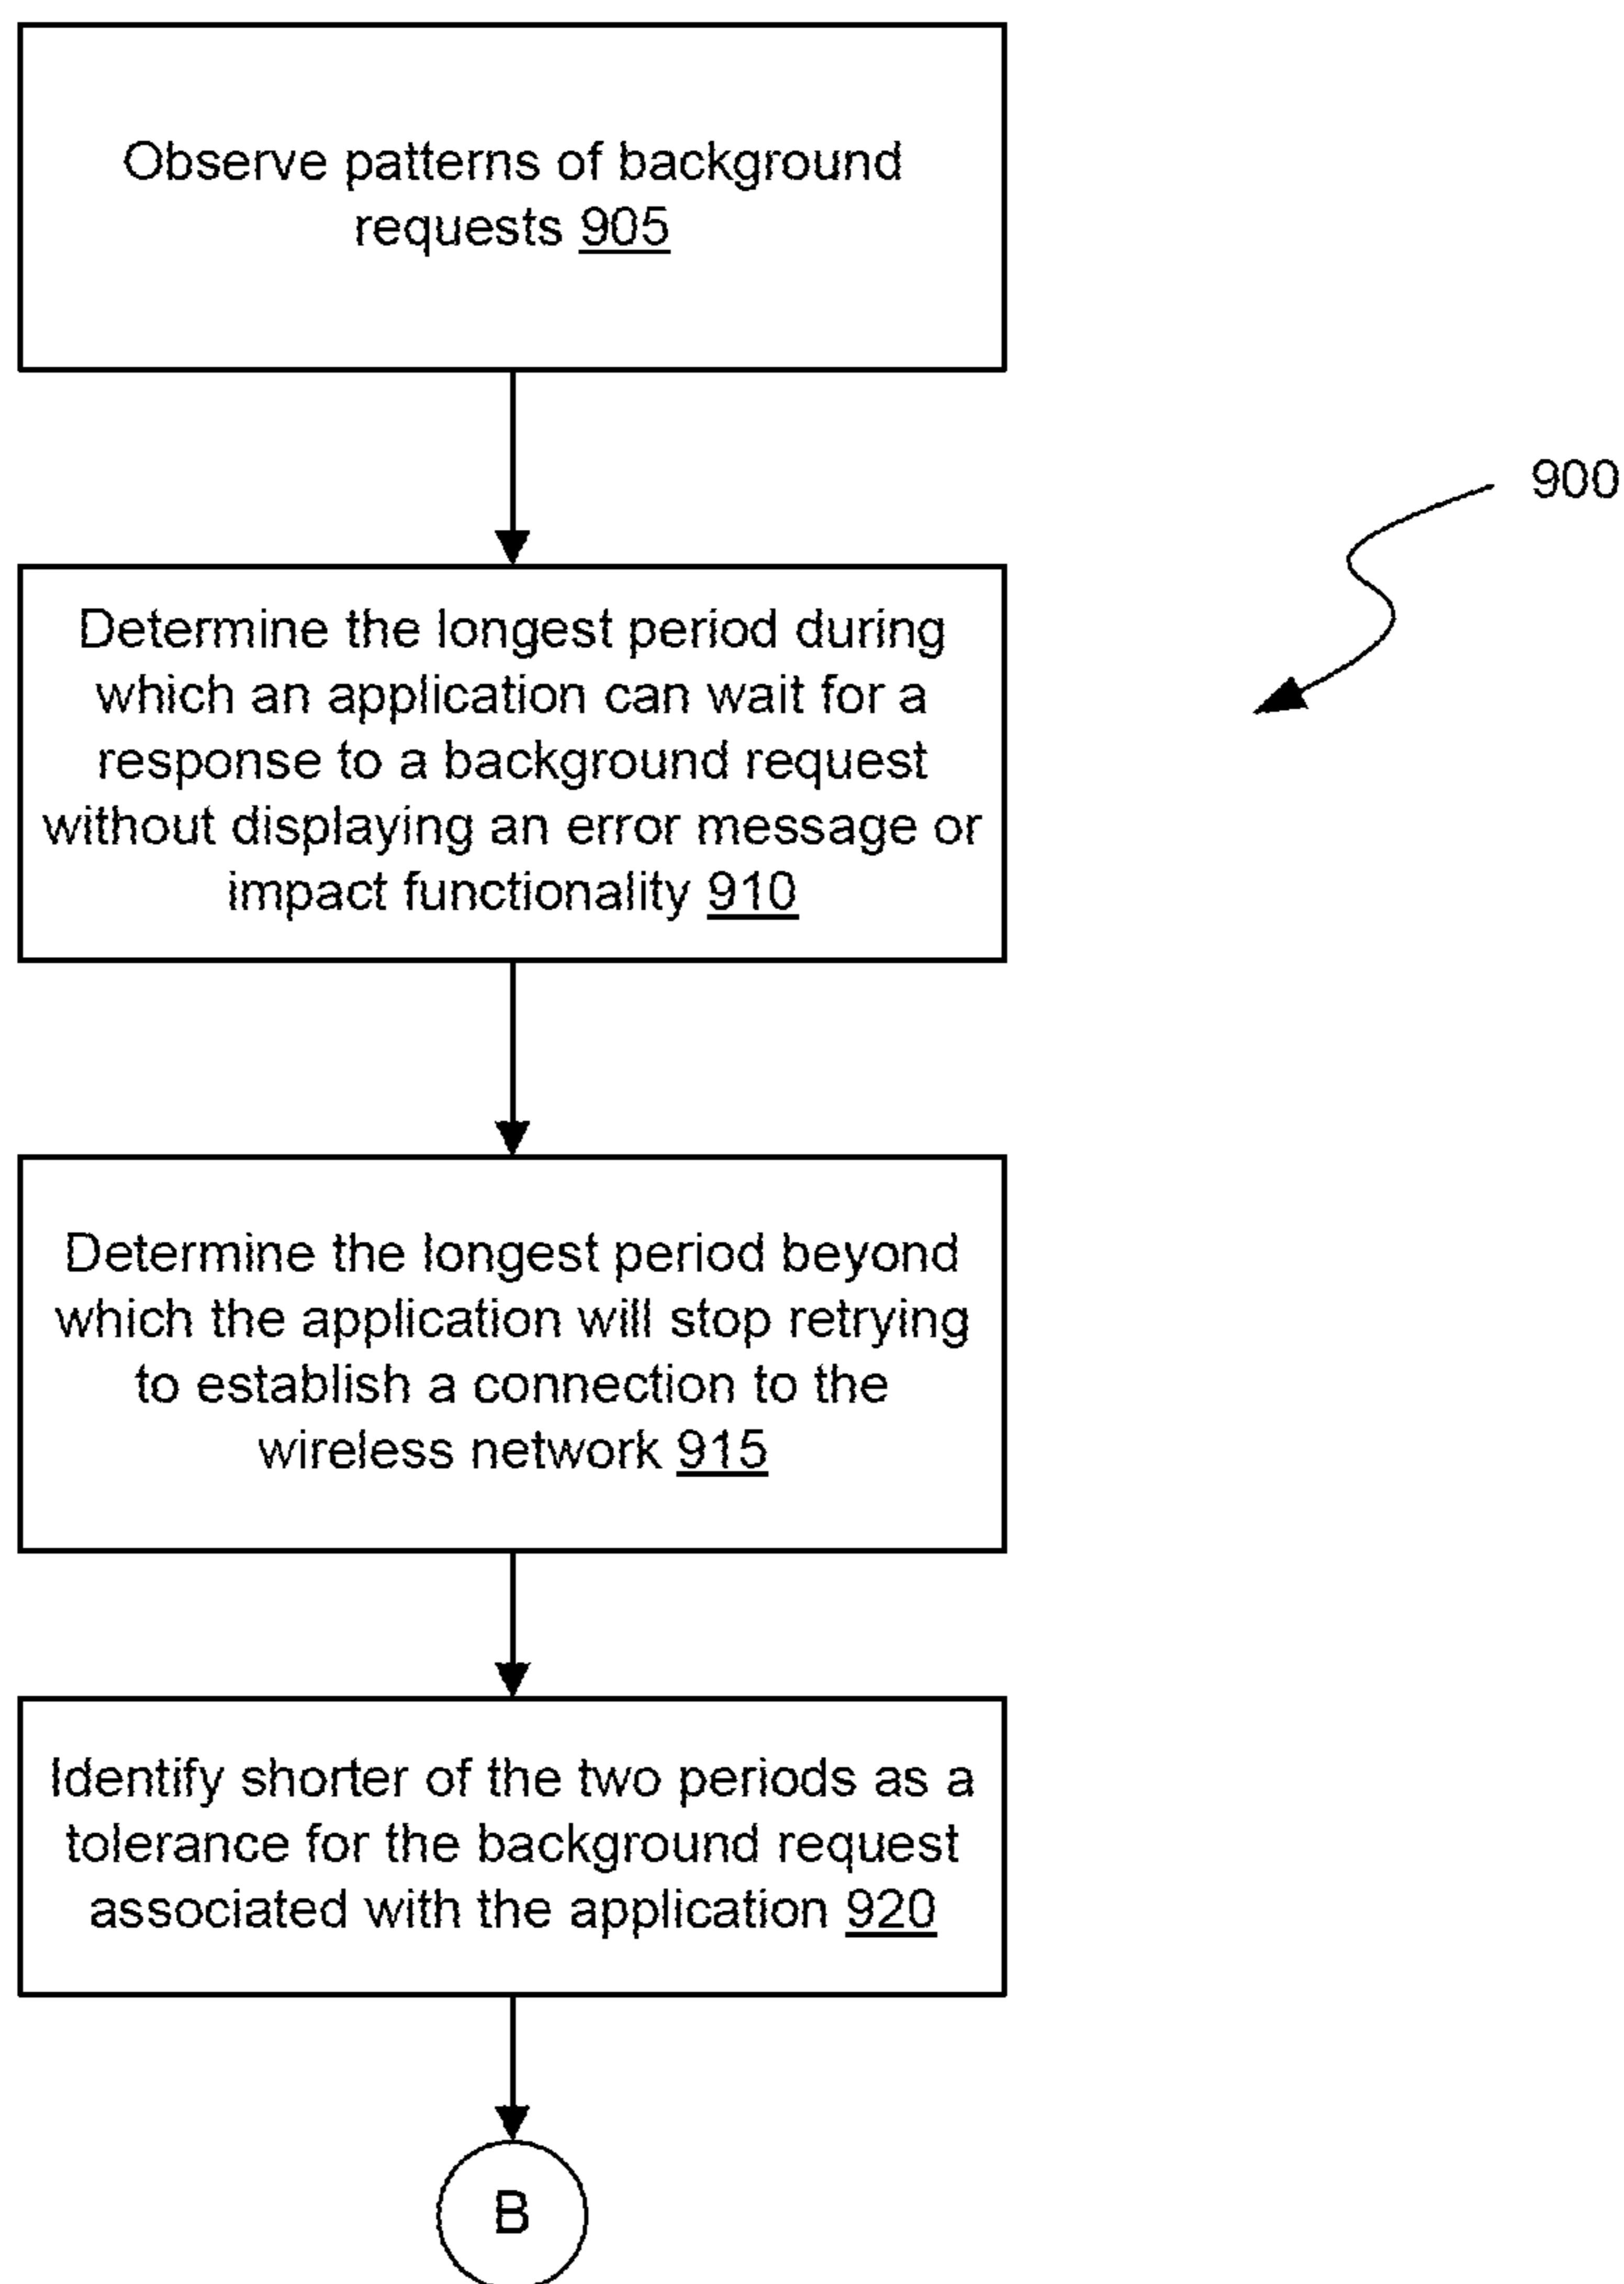 Observe patterns of background
requests 905
900
Determine the longest period during
which an application can wait for a
response to a background request
without displaying an error message or
impact functionality 910
Determine the longest period beyond
which the application will stop retrying
to establish a connection to the
wireless network 915
Identify shorter of the two periods as a
tolerance for the background request
associated with the application 920
B